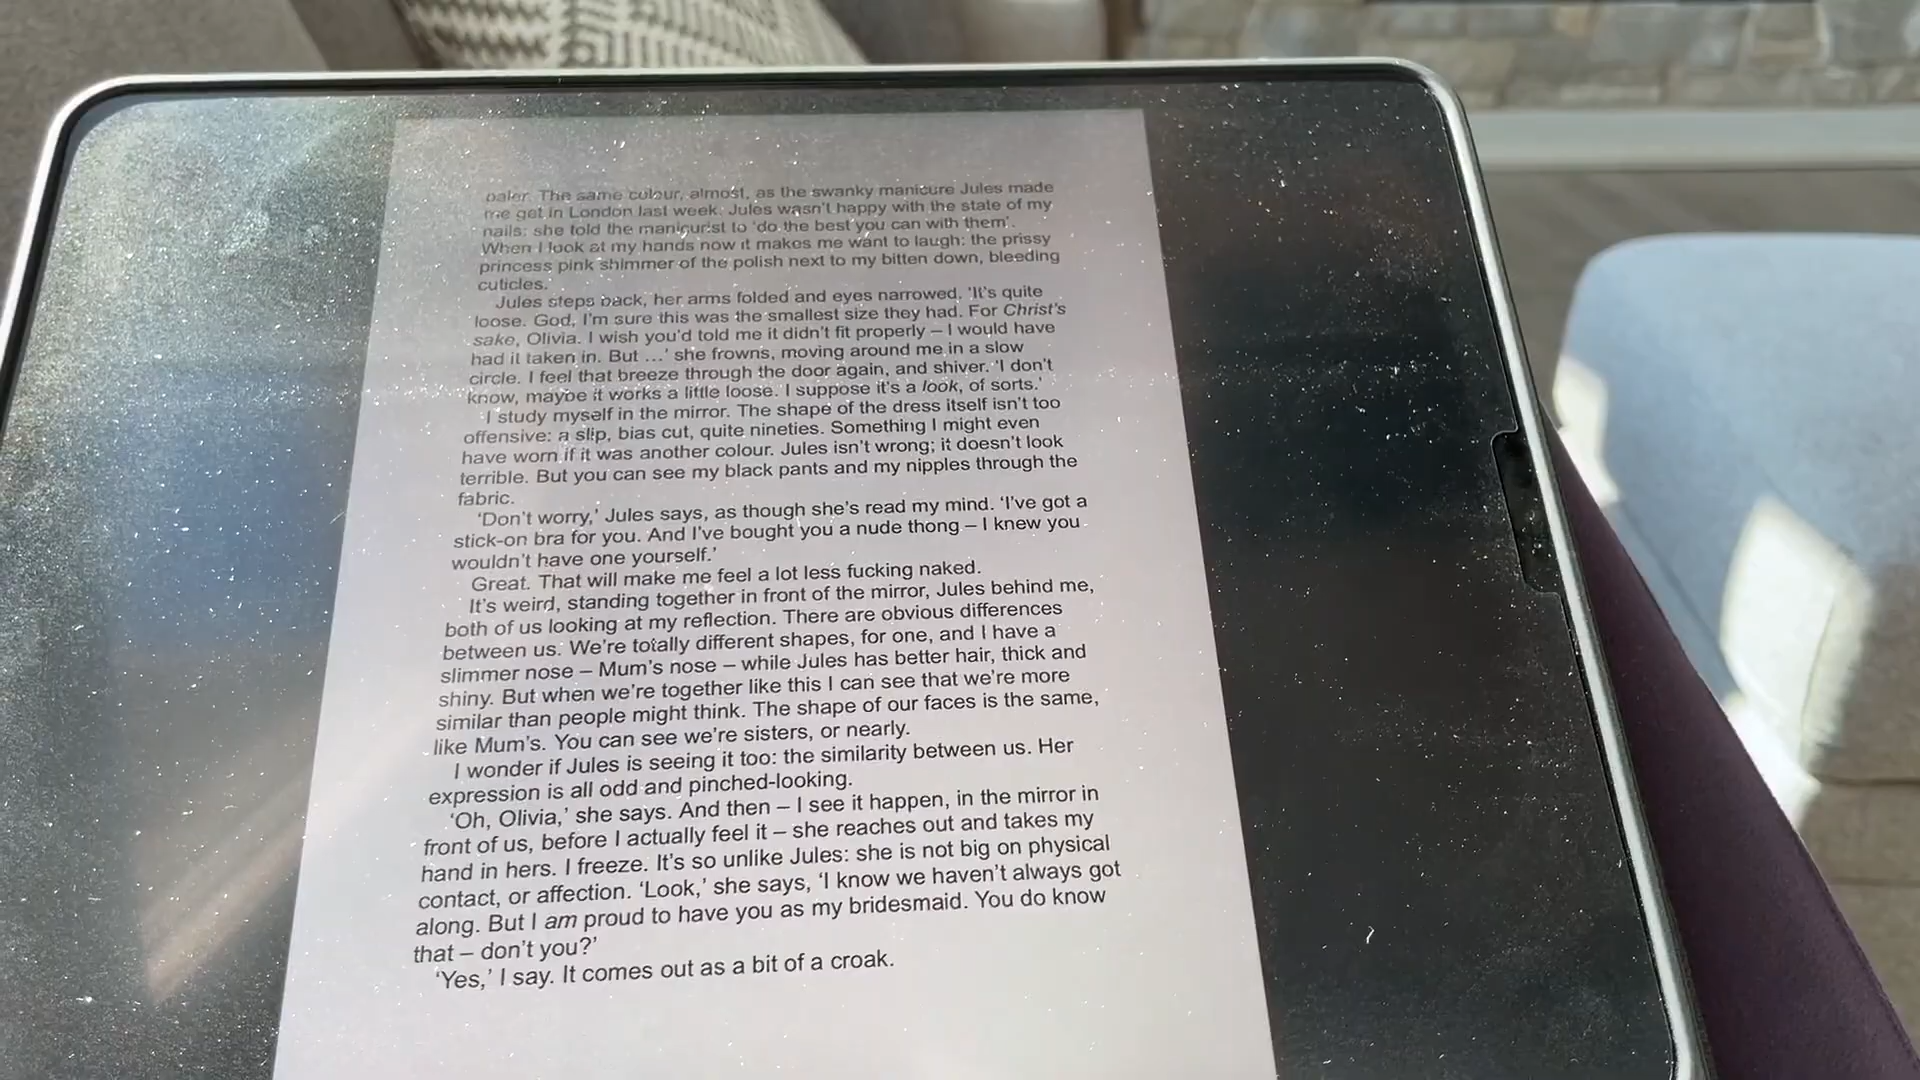 paler. The same colour, almost, as the swanky manicure Jules made
me get in London last week. Jules wasn't happy with the state of my
nails: she told the manicurist to 'do the best you can with them'.
When I look at my hands now it makes me want to laugh: the prissy
princess pink shimmer of the polish next to my bitten down, bleeding
cuticles.
Jules steps back, her arms folded and eyes narrowed. 'It's quite
loose. God, I'm sure this was the smallest size they had. For Christ's
sake, Olivia. I wish you'd told me it didn't fit properly – I would have
had it taken in. But …' she frowns, moving around me in a slow
circle. I feel that breeze through the door again, and shiver. 'I don't
know, maybe it works a little loose. I suppose it's a look, of sorts.'
I study myself in the mirror. The shape of the dress itself isn't too
offensive: a slip, bias cut, quite nineties. Something I might even
have worn if it was another colour. Jules isn't wrong; it doesn't look
terrible. But you can see my black pants and my nipples through the
fabric.
'Don't worry,' Jules says, as though she's read my mind. 'I've got a
stick-on bra for you. And I've bought you a nude thong – I knew you
wouldn't have one yourself.'
Great. That will make me feel a lot less fucking naked.
It's weird, standing together in front of the mirror, Jules behind me,
both of us looking at my reflection. There are obvious differences
between us. We're totally different shapes, for one, and I have a
slimmer nose – Mum's nose – while Jules has better hair, thick and
shiny. But when we're together like this I can see that we're more
similar than people might think. The shape of our faces is the same,
like Mum's. You can see we're sisters, or nearly.
I wonder if Jules is seeing it too: the similarity between us. Her
expression is all odd and pinched-looking.
'Oh, Olivia,' she says. And then – I see it happen, in the mirror in
front of us, before I actually feel it – she reaches out and takes my
hand in hers. I freeze. It's so unlike Jules: she is not big on physical
contact, or affection. 'Look,' she says, 'I know we haven't always got
along. But I am proud to have you as my bridesmaid. You do know
that – don't you?'
'Yes,' I say. It comes out as a bit of a croak.